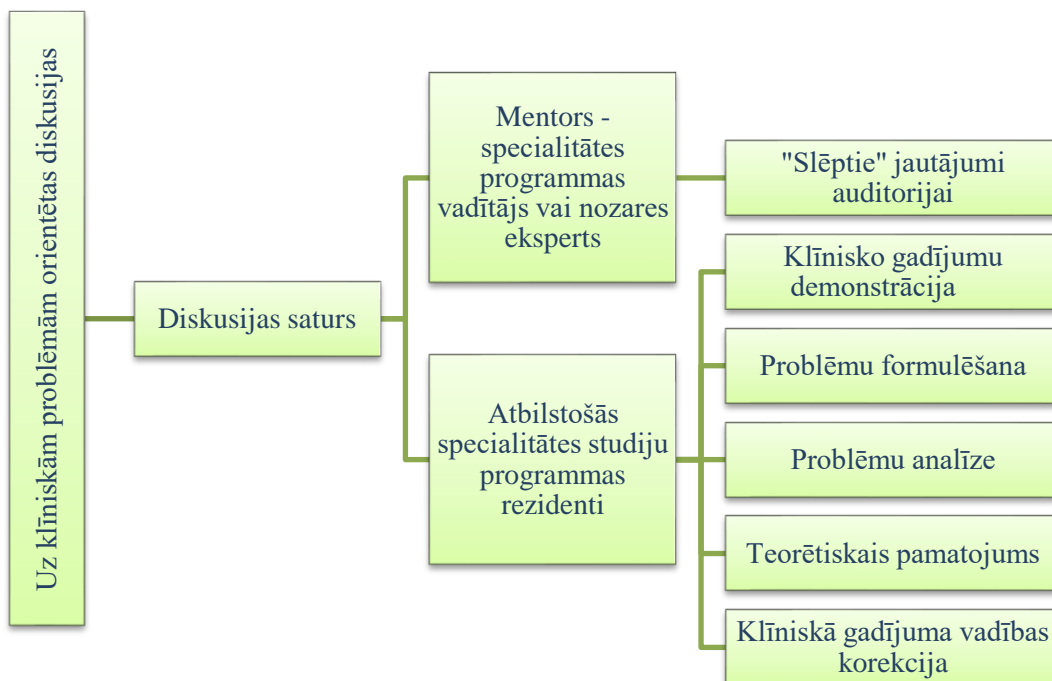 Uz klīniskām problēmām orientētas diskusijas
Diskusijas saturs
Mentors -
specialitātes
programmas
vadītājs vai nozares
eksperts
"Slēptie" jautājumi
auditorijai
Atbilstošās
specialitātes studiju
programmas
rezidenti
Klīnisko gadījumu
demonstrācija
Problēmu formulēšana
Problēmu analīze
Teorētiskais pamatojums
Klīniskā gadījuma vadības
korekcija